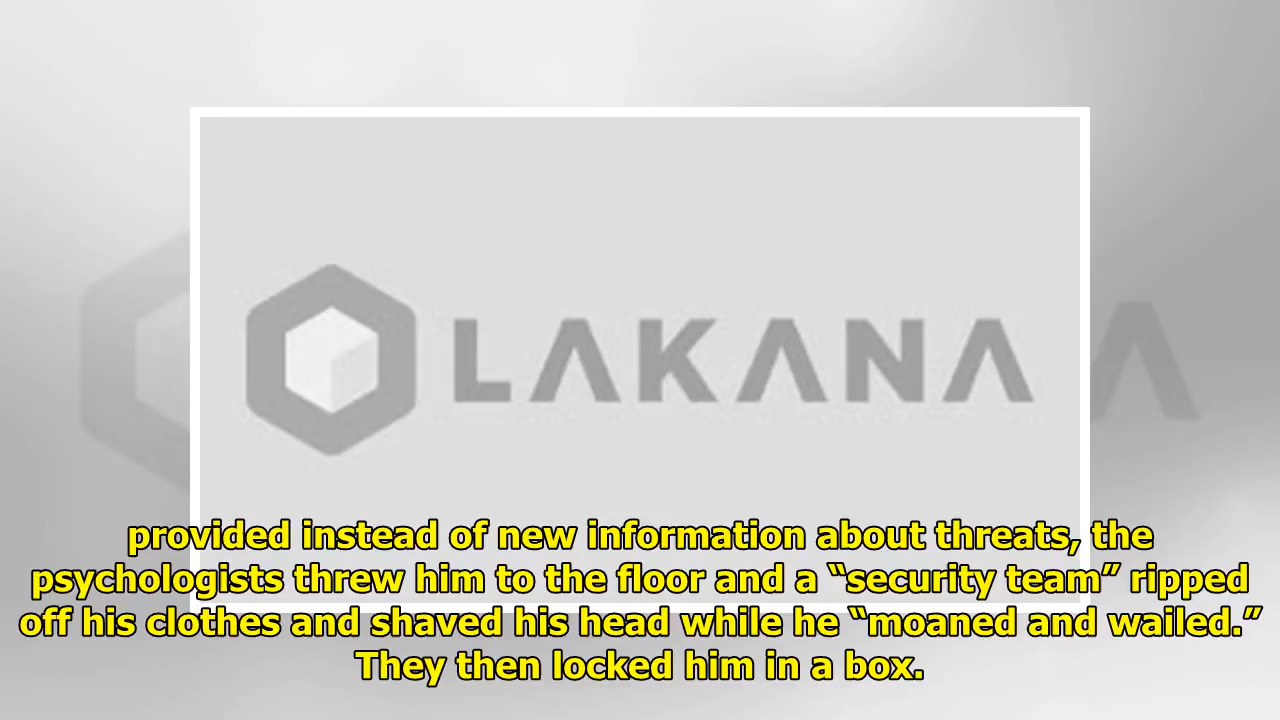 LAKANA
provided instead of new information about threats, the
psychologists threw him to the floor and a “security team” ripped
off his clothes and shaved his head while he “moaned and wailed.”
They then locked him in a box.